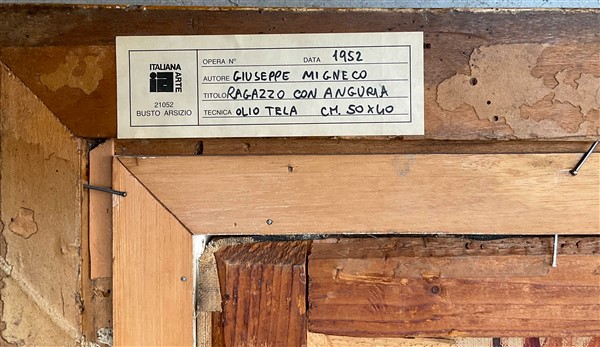 ITALIANA
ARTE
21052
BUSTO ARSIZIO
OPERA N° DATA 1952
AUTORE GIUSEPPE MIGNECO
TITOLO RAGAZZO CON ANGURIA
TECNICA OLIO TELA CM. 50X40